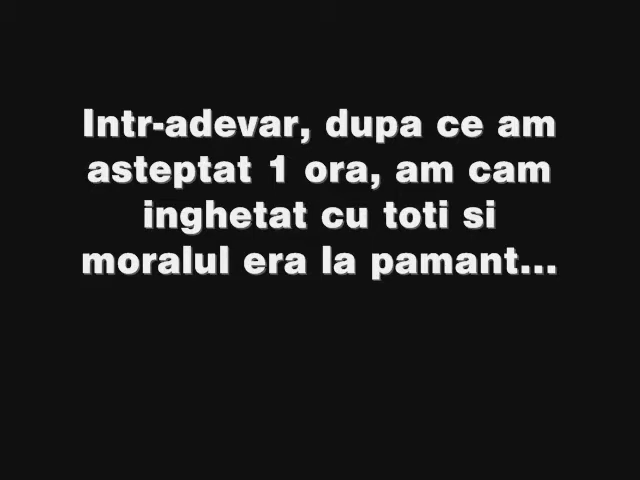 Intr-adevar, dupa ce am
asteptat 1 ora, am cam
inghetat cu toti si
moralul era la pamant...